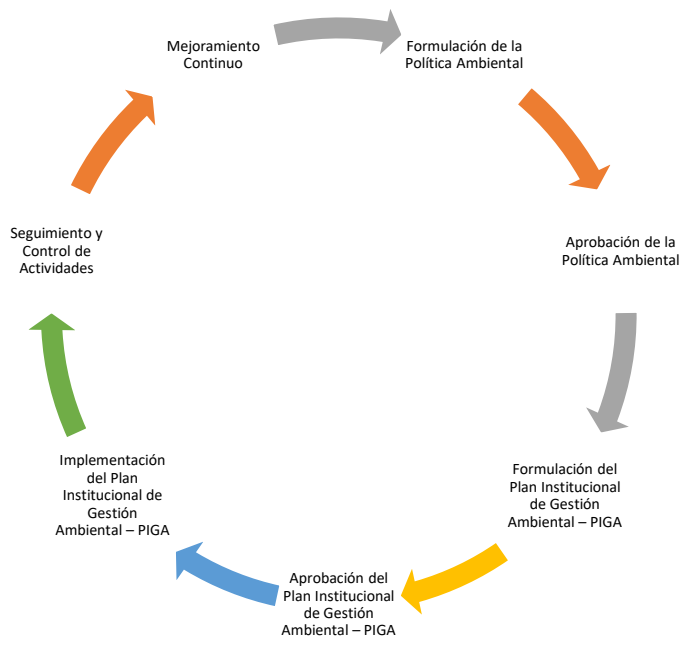 Mejoramiento
Continuo
Formulación de la
Política Ambiental
Aprobación de la
Política Ambiental
Formulación del
Plan Institucional
de Gestión
Ambiental – PIGA
Aprobación del
Plan Institucional
de Gestión
Ambiental – PIGA
Implementación
del Plan
Institucional de
Gestión
Ambiental – PIGA
Seguimiento y
Control de
Actividades